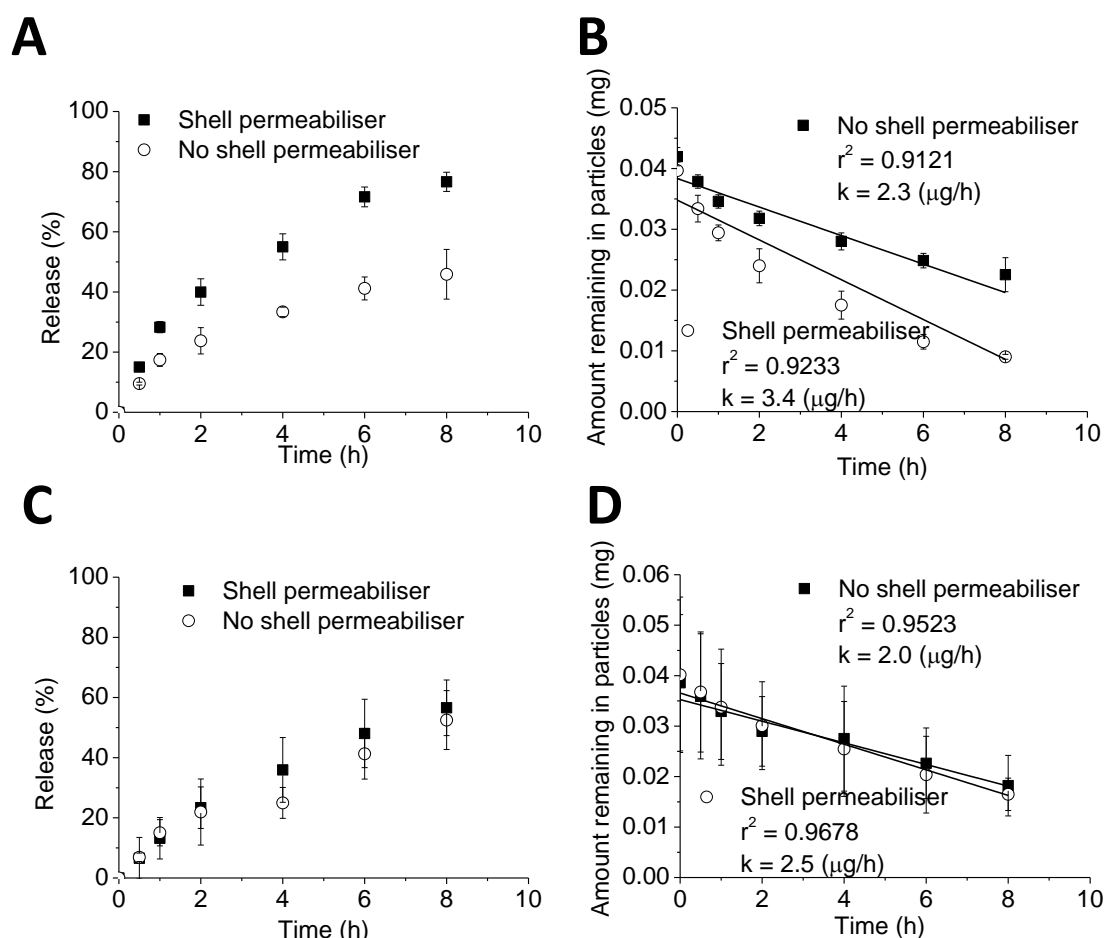 A
Release (%)
100
80
60
40
20
0
Shell permeabiliser
No shell permeabiliser
0 2 4 6 8 10
Time (h)
B
Amount remaining in particles (mg)
0.05
0.04
0.03
0.02
0.01
0.00
No shell permeabiliser
r² = 0.9121
k = 2.3 (μg/h)
Shell permeabiliser
r² = 0.9233
k = 3.4 (μg/h)
0 2 4 6 8 10
Time (h)
C
Release (%)
100
80
60
40
20
0
Shell permeabiliser
No shell permeabiliser
0 2 4 6 8 10
Time (h)
D
Amount remaining in particles (mg)
0.06
0.05
0.04
0.03
0.02
0.01
0.00
No shell permeabiliser
r² = 0.9523
k = 2.0 (μg/h)
Shell permeabiliser
r² = 0.9678
k = 2.5 (μg/h)
0 2 4 6 8 10
Time (h)